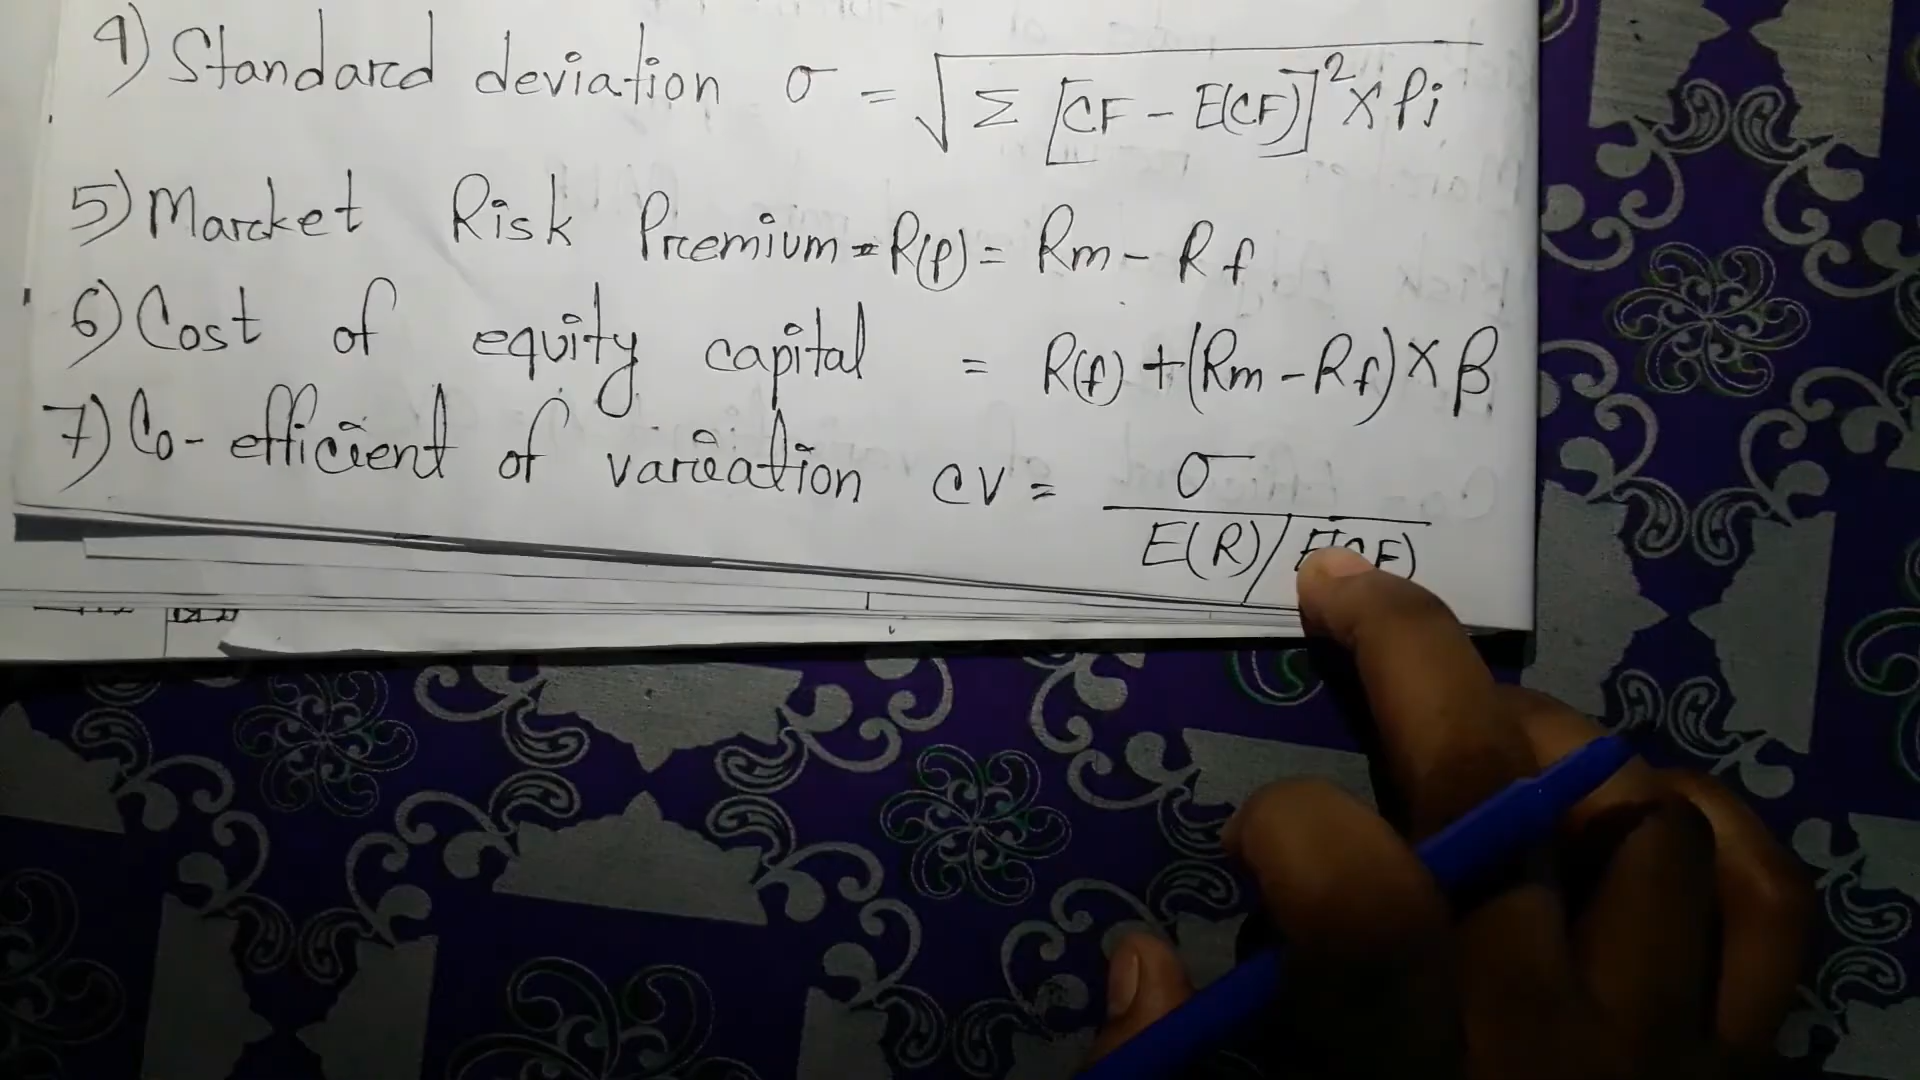 4) Standard deviation σ = √Σ [CF - E(CF)]² × Pi
5) Market Risk Premium = R(p) = Rm - Rf
6) Cost of equity capital = R(f) + (Rm - Rf) × β
7) Co-efficient of variation CV = σ
E(R) / E(CF)